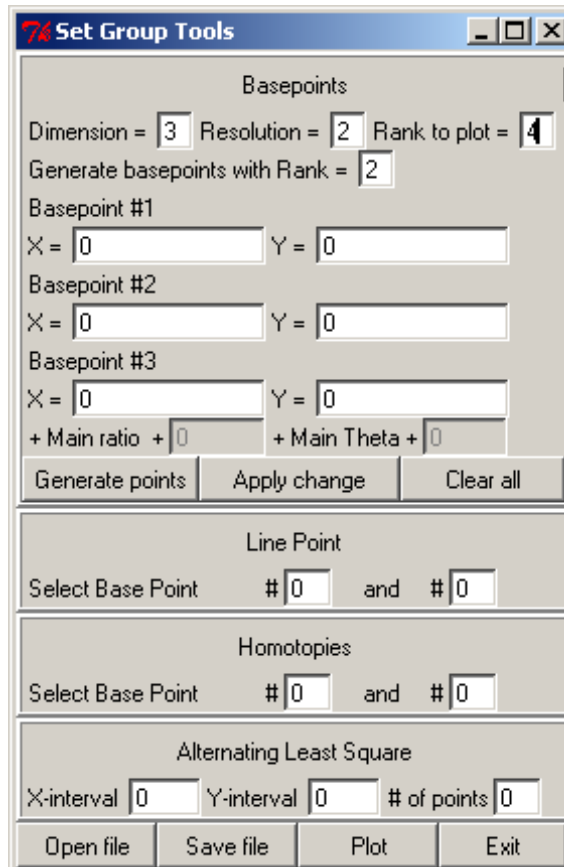 Set Group Tools
Basepoints
Dimension = 3 Resolution = 2 Rank to plot = 4
Generate basepoints with Rank = 2
Basepoint #1
X = 0 Y = 0
Basepoint #2
X = 0 Y = 0
Basepoint #3
X = 0 Y = 0
+ Main ratio + 0 + Main Theta + 0
Generate points Apply change Clear all
Line Point
Select Base Point # 0 and # 0
Homotopies
Select Base Point # 0 and # 0
Alternating Least Square
X-interval 0 Y-interval 0 # of points 0
Open file Save file Plot Exit